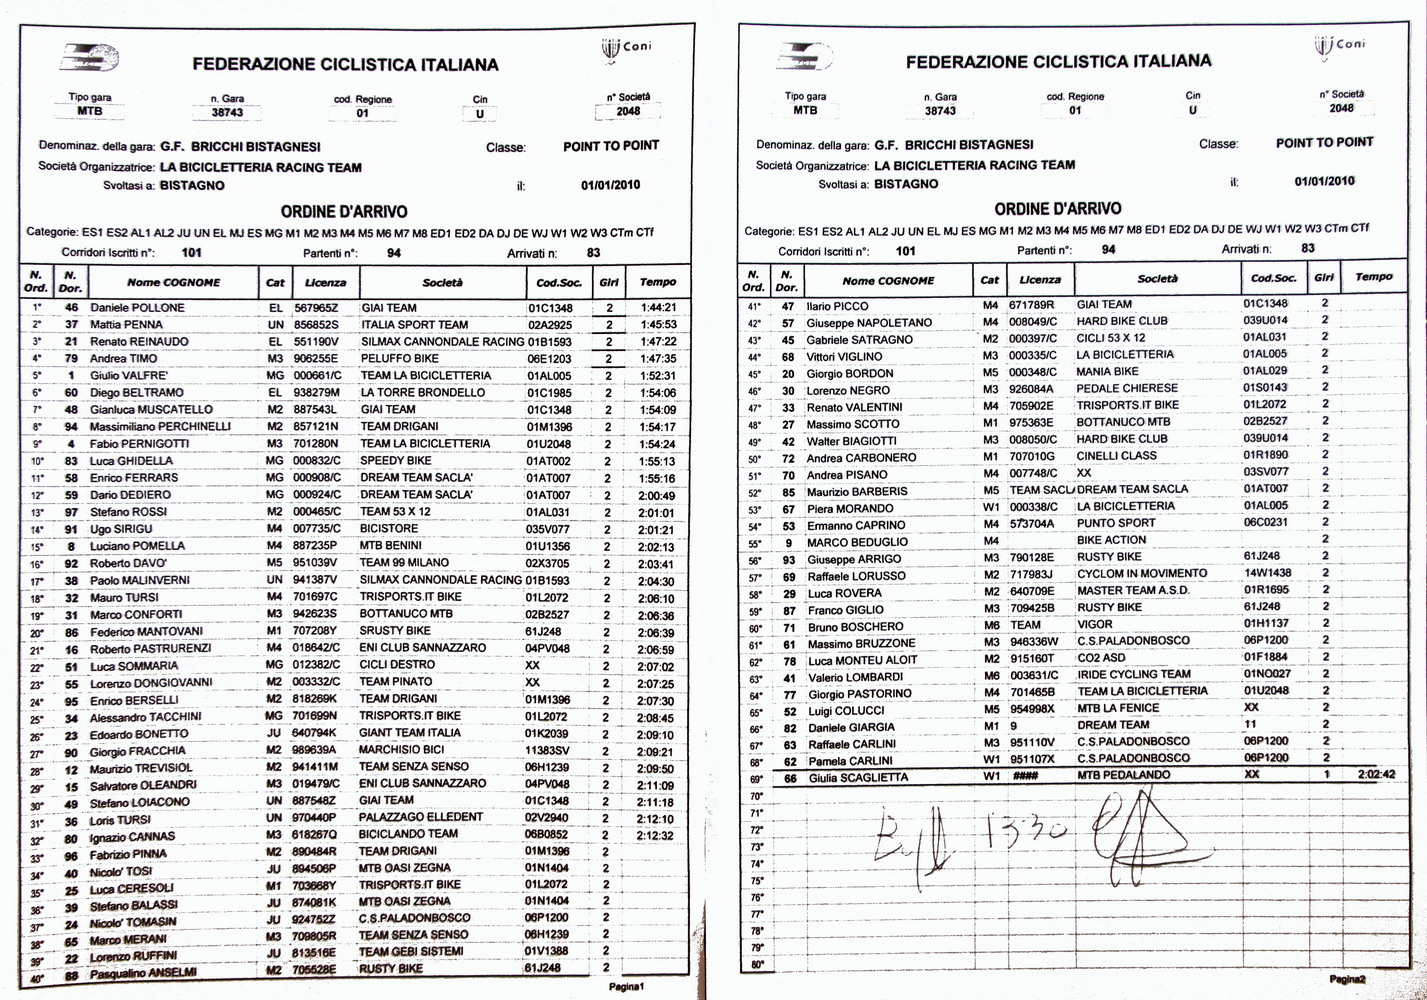 Coni
FEDERAZIONE CICLISTICA ITALIANA
Tipo gara n. Gara cod. Regione Cin n° Società
MTB 38743 01 U 2048
Denominaz. della gara: G.F. BRICCHI BISTAGNESI Classe: POINT TO POINT
Società Organizzatrice: LA BICICLETTERIA RACING TEAM
Svoltasi a: BISTAGNO il: 01/01/2010
ORDINE D'ARRIVO
Categorie: ES1 ES2 AL1 AL2 JU UN EL MJ ES MG M1 M2 M3 M4 M5 M6 M7 M8 ED1 ED2 DA DJ DE WJ W1 W2 W3 CTm CTf
Corridori Iscritti n°: 101 Partenti n°: 94 Arrivati n: 83
N. Ord. N. Dor. Nome COGNOME Cat Licenza Società Cod.Soc. Giri Tempo
1° 46 Daniele POLLONE EL 567965Z GIAI TEAM 01C1348 2 1:44:21
2° 37 Mattia PENNA UN 856852S ITALIA SPORT TEAM 02A2925 2 1:45:53
3° 21 Renato REINAUDO EL 551190V SILMAX CANNONDALE RACING 01B1593 2 1:47:22
4° 79 Andrea TIMO M3 906255E PELUFFO BIKE 06E1203 2 1:47:35
5° 1 Giulio VALFRE' MG 000661/C TEAM LA BICICLETTERIA 01AL005 2 1:52:31
6° 60 Diego BELTRAMO EL 938279M LA TORRE BRONDELLO 01C1985 2 1:54:06
7° 48 Gianluca MUSCATELLO M2 887543L GIAI TEAM 01C1348 2 1:54:09
8° 94 Massimiliano PERCHINELLI M2 857121N TEAM DRIGANI 01M1396 2 1:54:17
9° 4 Fabio PERNIGOTTI M3 701280N TEAM LA BICICLETTERIA 01U2048 2 1:54:24
10° 83 Luca GHIDELLA MG 000832/C SPEEDY BIKE 01AT002 2 1:55:13
11° 58 Enrico FERRARS MG 000908/C DREAM TEAM SACLA' 01AT007 2 1:55:16
12° 59 Dario DEDIERO MG 000924/C DREAM TEAM SACLA' 01AT007 2 2:00:49
13° 97 Stefano ROSSI M2 000465/C TEAM 53 X 12 01AL031 2 2:01:01
14° 91 Ugo SIRIGU M4 007735/C BICISTORE 035V077 2 2:01:21
15° 8 Luciano POMELLA M4 887235P MTB BENINI 01U1356 2 2:02:13
16° 92 Roberto DAVO' M5 951039V TEAM 99 MILANO 02X3705 2 2:03:41
17° 38 Paolo MALINVERNI UN 941387V SILMAX CANNONDALE RACING 01B1593 2 2:04:30
18° 32 Mauro TURSI M4 701697C TRISPORTS.IT BIKE 01L2072 2 2:06:10
19° 31 Marco CONFORTI M3 942623S BOTTANUCO MTB 02B2527 2 2:06:36
20° 86 Federico MANTOVANI M1 707208Y SRUSTY BIKE 61J248 2 2:06:39
21° 16 Roberto PASTRURENZI M4 018642/C ENI CLUB SANNAZZARO 04PV048 2 2:06:59
22° 51 Luca SOMMARIA MG 012382/C CICLI DESTRO XX 2 2:07:02
23° 55 Lorenzo DONGIOVANNI M2 003332/C TEAM PINATO XX 2 2:07:25
24° 95 Enrico BERSELLI M2 818269K TEAM DRIGANI 01M1396 2 2:07:30
25° 34 Alessandro TACCHINI MG 701699N TRISPORTS.IT BIKE 01L2072 2 2:08:45
26° 23 Edoardo BONETTO JU 640794K GIANT TEAM ITALIA 01K2039 2 2:09:10
27° 90 Giorgio FRACCHIA M2 989639A MARCHISIO BICI 11383SV 2 2:09:21
28° 12 Maurizio TREVISIOL M2 941411M TEAM SENZA SENSO 06H1239 2 2:09:50
29° 15 Salvatore OLEANDRI M3 019479/C ENI CLUB SANNAZZARO 04PV048 2 2:11:09
30° 49 Stefano LOIACONO UN 887548Z GIAI TEAM 01C1348 2 2:11:18
31° 36 Loris TURSI UN 970440P PALAZZAGO ELLEDENT 02V2940 2 2:12:10
32° 80 Ignazio CANNAS M3 618267Q BICICLANDO TEAM 06B0852 2 2:12:32
33° 96 Fabrizio PINNA M2 890484R TEAM DRIGANI 01M1396 2
34° 40 Nicolo' TOSI JU 894506P MTB OASI ZEGNA 01N1404 2
35° 25 Luca CERESOLI M1 703668Y TRISPORTS.IT BIKE 01L2072 2
36° 39 Stefano BALASSI JU 874081K MTB OASI ZEGNA 01N1404 2
37° 24 Nicolo' TOMASIN JU 924752Z C.S.PALADONBOSCO 06P1200 2
38° 65 Marco MERANI M3 709805R TEAM SENZA SENSO 06H1239 2
39° 22 Lorenzo RUFFINI JU 813516E TEAM GEBI SISTEMI 01V1388 2
40° 88 Pasqualino ANSELMI M2 705528E RUSTY BIKE 61J248 2
Pagina1
Coni
FEDERAZIONE CICLISTICA ITALIANA
Tipo gara n. Gara cod. Regione Cin n° Società
MTB 38743 01 U 2048
Denominaz. della gara: G.F. BRICCHI BISTAGNESI Classe: POINT TO POINT
Società Organizzatrice: LA BICICLETTERIA RACING TEAM
Svoltasi a: BISTAGNO il: 01/01/2010
ORDINE D'ARRIVO
Categorie: ES1 ES2 AL1 AL2 JU UN EL MJ ES MG M1 M2 M3 M4 M5 M6 M7 M8 ED1 ED2 DA DJ DE WJ W1 W2 W3 CTm CTf
Corridori Iscritti n°: 101 Partenti n°: 94 Arrivati n: 83
N. Ord. N. Dor. Nome COGNOME Cat Licenza Società Cod.Soc. Giri Tempo
41° 47 Ilario PICCO M4 671789R GIAI TEAM 01C1348 2
42° 57 Giuseppe NAPOLETANO M4 008049/C HARD BIKE CLUB 039U014 2
43° 45 Gabriele SATRAGNO M2 000397/C CICLI 53 X 12 01AL031 2
44° 68 Vittori VIGLINO M3 000335/C LA BICICLETTERIA 01AL005 2
45° 20 Giorgio BORDON M5 000348/C MANIA BIKE 01AL029 2
46° 30 Lorenzo NEGRO M3 926084A PEDALE CHIERESE 01S0143 2
47° 33 Renato VALENTINI M4 705902E TRISPORTS.IT BIKE 01L2072 2
48° 27 Massimo SCOTTO M1 975363E BOTTANUCO MTB 02B2527 2
49° 42 Walter BIAGIOTTI M3 008050/C HARD BIKE CLUB 039U014 2
50° 72 Andrea CARBONERO M1 707010G CINELLI CLASS 01R1890 2
51° 70 Andrea PISANO M4 007748/C XX 03SV077 2
52° 85 Maurizio BARBERIS M5 TEAM SACL DREAM TEAM SACLA 01AT007 2
53° 67 Piera MORANDO W1 000338/C LA BICICLETTERIA 01AL005 2
54° 53 Ermanno CAPRINO M4 573704A PUNTO SPORT 06C0231 2
55° 9 MARCO BEDUGLIO M4 BIKE ACTION 2
56° 93 Giuseppe ARRIGO M3 790128E RUSTY BIKE 61J248 2
57° 69 Raffaele LORUSSO M2 717983J CYCLOM IN MOVIMENTO 14W1438 2
58° 29 Luca ROVERA M2 640709E MASTER TEAM A.S.D. 01R1695 2
59° 87 Franco GIGLIO M3 709425B RUSTY BIKE 61J248 2
60° 71 Bruno BOSCHERO M6 TEAM VIGOR 01H1137 2
61° 61 Massimo BRUZZONE M3 946336W C.S.PALADONBOSCO 06P1200 2
62° 78 Luca MONTEU ALOIT M2 915160T CO2 ASD 01F1884 2
63° 41 Valerio LOMBARDI M6 003631/C IRIDE CYCLING TEAM 01NO027 2
64° 77 Giorgio PASTORINO M4 701465B TEAM LA BICICLETTERIA 01U2048 2
65° 52 Luigi COLUCCI M5 954998X MTB LA FENICE XX 2
66° 82 Daniele GIARGIA M1 9 DREAM TEAM 11 2
67° 63 Raffaele CARLINI M3 951110V C.S.PALADONBOSCO 06P1200 2
68° 62 Pamela CARLINI W1 951107X C.S.PALADONBOSCO 06P1200 2
69° 66 Giulia SCAGLIETTA W1 #### MTB PEDALANDO XX 1 2:02:42
70°
71°
72° 13:30
73°
74°
75°
76°
77°
78°
79°
80°
Pagina2